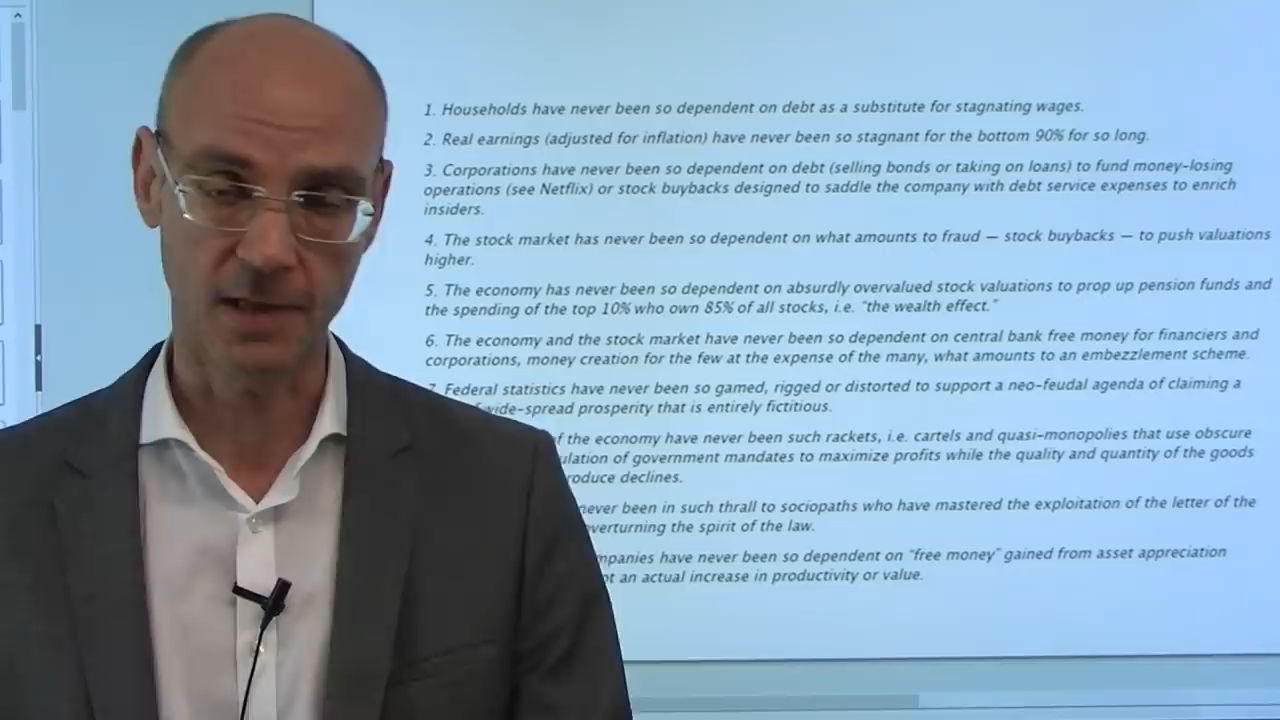 1. Households have never been so dependent on debt as a substitute for stagnating wages.
2. Real earnings (adjusted for inflation) have never been so stagnant for the bottom 90% for so long.
3. Corporations have never been so dependent on debt (selling bonds or taking on loans) to fund money-losing
operations (see Netflix) or stock buybacks designed to saddle the company with debt service expenses to enrich
insiders.
4. The stock market has never been so dependent on what amounts to fraud — stock buybacks — to push valuations
higher.
5. The economy has never been so dependent on absurdly overvalued stock valuations to prop up pension funds and
the spending of the top 10% who own 85% of all stocks, i.e. "the wealth effect."
6. The economy and the stock market have never been so dependent on central bank free money for financiers and
corporations, money creation for the few at the expense of the many, what amounts to an embezzlement scheme.
7. Federal statistics have never been so gamed, rigged or distorted to support a neo-feudal agenda of claiming a
wide-spread prosperity that is entirely fictitious.
of the economy have never been such rackets, i.e. cartels and quasi-monopolies that use obscure
of government mandates to maximize profits while the quality and quantity of the goods
declines.
never been in such thrall to sociopaths who have mastered the exploitation of the letter of the
the spirit of the law.
have never been so dependent on "free money" gained from asset appreciation
an actual increase in productivity or value.